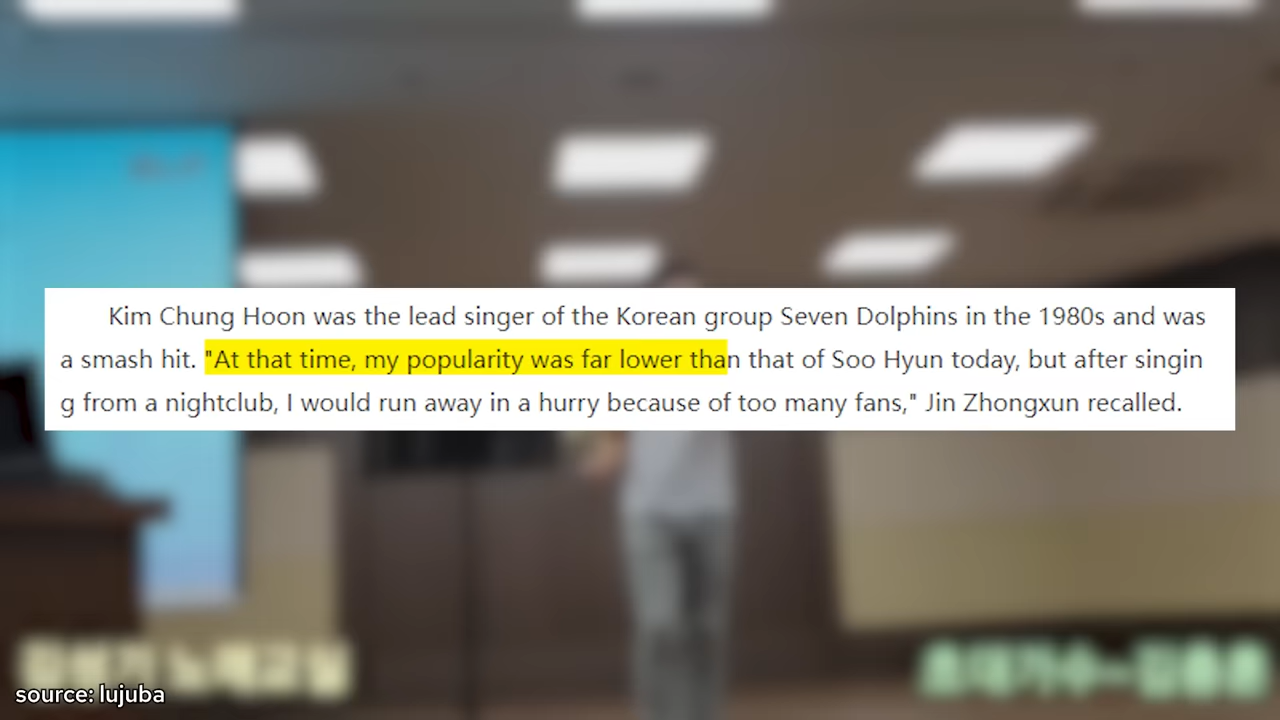 Kim Chung Hoon was the lead singer of the Korean group Seven Dolphins in the 1980s and was
a smash hit. "At that time, my popularity was far lower than that of Soo Hyun today, but after singin
g from a nightclub, I would run away in a hurry because of too many fans," Jin Zhongxun recalled.
source: lujuba